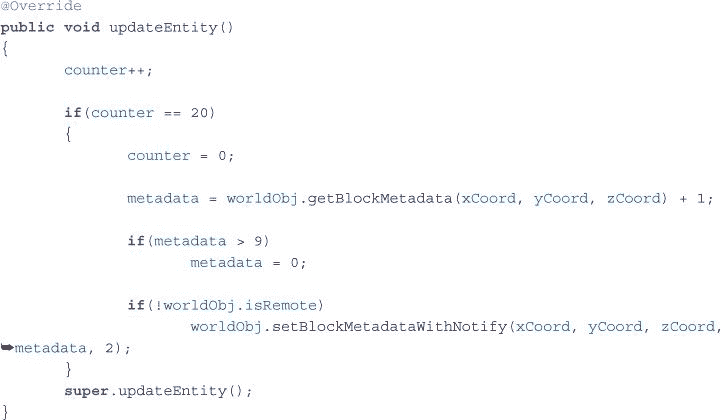 @Override
public void updateEntity()
{
counter++;
if(counter == 20)
{
counter = 0;
metadata = worldObj.getBlockMetadata(xCoord, yCoord, zCoord) + 1;
if(metadata > 9)
metadata = 0;
if(!worldObj.isRemote)
worldObj.setBlockMetadataWithNotify(xCoord, yCoord, zCoord,
➥metadata, 2);
}
super.updateEntity();
}